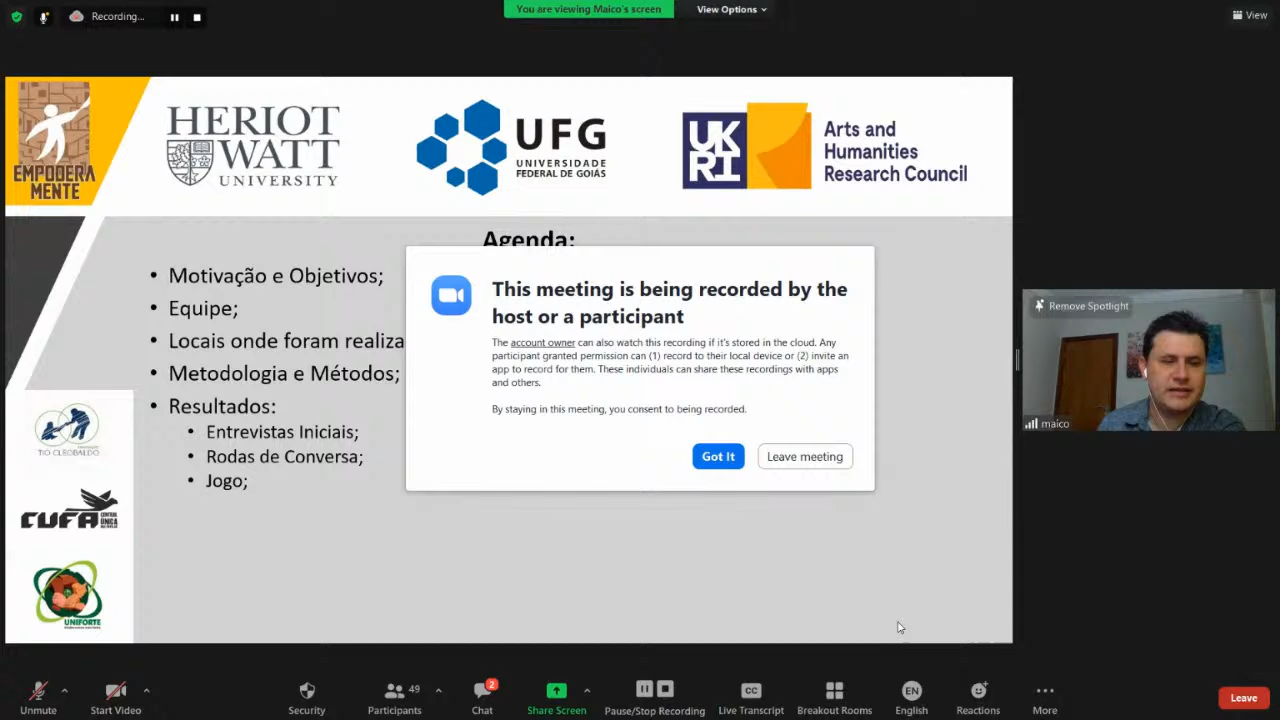 Recording...
You are viewing Maico's screen
View Options
View
EMPODERA
MENTE
HERIOT
WATT
UNIVERSITY
UFG
UNIVERSIDADE
FEDERAL DE GOIÁS
UK
RI
Arts and
Humanities
Research Council
Agenda:
• Motivação e Objetivos;
• Equipe;
• Locais onde foram realiza
• Metodologia e Métodos;
• Resultados:
• Entrevistas Iniciais;
• Rodas de Conversa;
• Jogo;
This meeting is being recorded by the
host or a participant
The account owner can also watch this recording if it's stored in the cloud. Any
participant granted permission can (1) record to their local device or (2) invite an
app to record for them. These individuals can share these recordings with apps
and others.
By staying in this meeting, you consent to being recorded.
Got It
Leave meeting
Remove Spotlight
maico
TIO CLEOBALDO
CUFA
CENTRAL
ÚNICA
DAS FAVELAS
UNIFORTE
Unmute
Start Video
Security
49
Participants
2
Chat
Share Screen
Pause/Stop Recording
CC
Live Transcript
Breakout Rooms
EN
English
Reactions
More
Leave